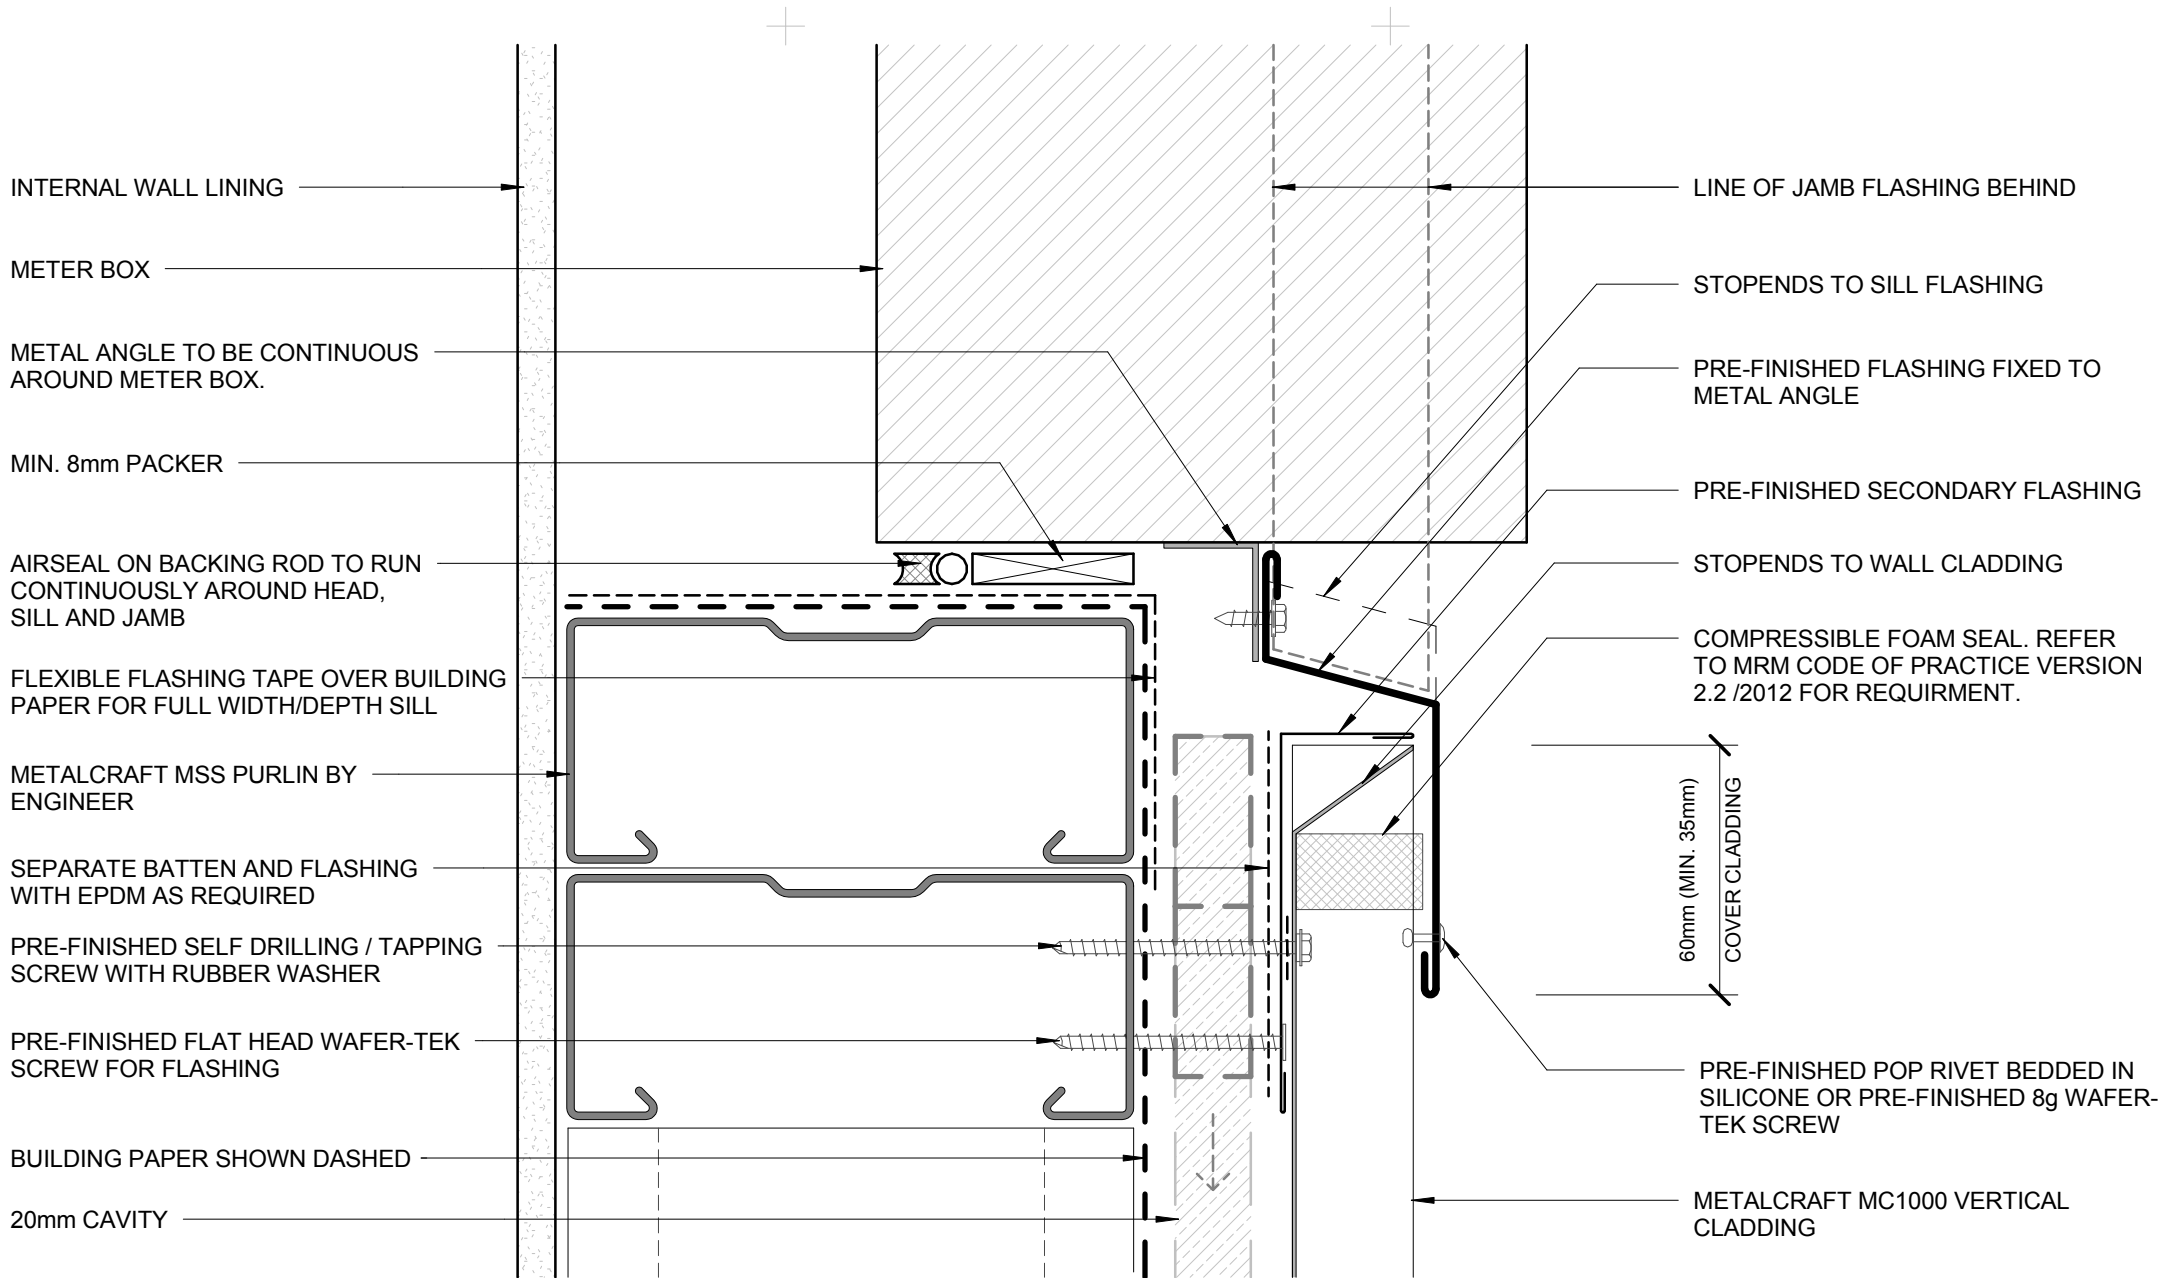 INTERNAL WALL LINING
METER BOX
METAL ANGLE TO BE CONTINUOUS
AROUND METER BOX.
MIN. 8mm PACKER
AIRSEAL ON BACKING ROD TO RUN
CONTINUOUSLY AROUND HEAD,
SILL AND JAMB
FLEXIBLE FLASHING TAPE OVER BUILDING
PAPER FOR FULL WIDTH/DEPTH SILL
METALCRAFT MSS PURLIN BY
ENGINEER
SEPARATE BATTEN AND FLASHING
WITH EPDM AS REQUIRED
PRE-FINISHED SELF DRILLING / TAPPING
SCREW WITH RUBBER WASHER
PRE-FINISHED FLAT HEAD WAFER-TEK
SCREW FOR FLASHING
BUILDING PAPER SHOWN DASHED
20mm CAVITY
LINE OF JAMB FLASHING BEHIND
STOPENDS TO SILL FLASHING
PRE-FINISHED FLASHING FIXED TO
METAL ANGLE
PRE-FINISHED SECONDARY FLASHING
STOPENDS TO WALL CLADDING
COMPRESSIBLE FOAM SEAL. REFER
TO MRM CODE OF PRACTICE VERSION
2.2 /2012 FOR REQUIRMENT.
60mm (MIN. 35mm)
COVER CLADDING
PRE-FINISHED POP RIVET BEDDED IN
SILICONE OR PRE-FINISHED 8g WAFER-
TEK SCREW
METALCRAFT MC1000 VERTICAL
CLADDING